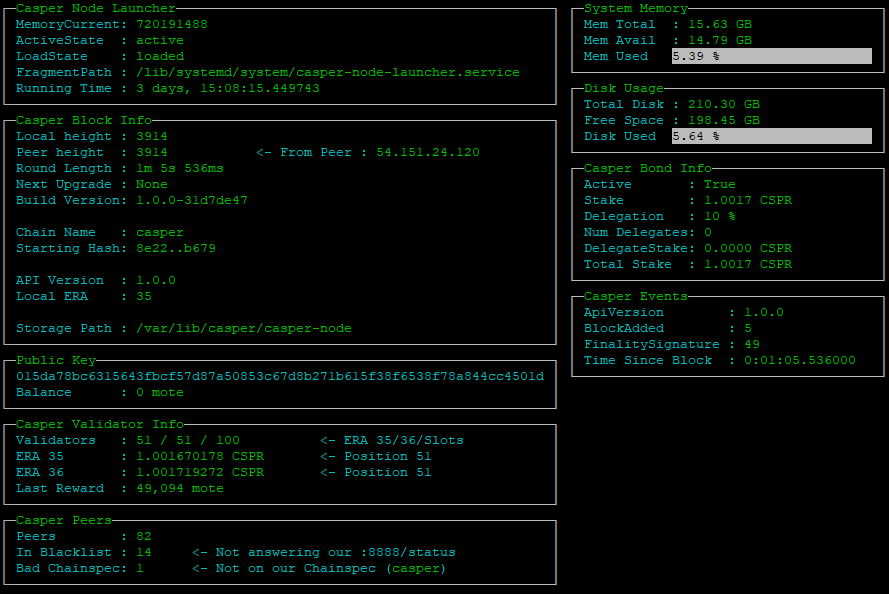 Casper Node Launcher
MemoryCurrent: 720191488
ActiveState : active
LoadState : loaded
FragmentPath : /lib/systemd/system/casper-node-launcher.service
Running Time : 3 days, 15:08:15.449743
Casper Block Info
Local height : 3914
Peer height : 3914 <- From Peer : 54.151.24.120
Round Length : 1m 5s 536ms
Next Upgrade : None
Build Version: 1.0.0-31d7de47
Chain Name : casper
Starting Hash: 8e22..b679
API Version : 1.0.0
Local ERA : 35
Storage Path : /var/lib/casper/casper-node
Public Key
015da78bc6315643fbcf57d87a50853c67d8b271b615f38f6538f78a844cc4501d
Balance : 0 mote
Casper Validator Info
Validators : 51 / 51 / 100 <- ERA 35/36/Slots
ERA 35 : 1.001670178 CSPR <- Position 51
ERA 36 : 1.001719272 CSPR <- Position 51
Last Reward : 49,094 mote
Casper Peers
Peers : 82
In Blacklist : 14 <- Not answering our :8888/status
Bad Chainspec: 1 <- Not on our Chainspec (casper)
System Memory
Mem Total : 15.63 GB
Mem Avail : 14.79 GB
Mem Used 5.39 %
Disk Usage
Total Disk : 210.30 GB
Free Space : 198.45 GB
Disk Used 5.64 %
Casper Bond Info
Active : True
Stake : 1.0017 CSPR
Delegation : 10 %
Num Delegates: 0
DelegateStake: 0.0000 CSPR
Total Stake : 1.0017 CSPR
Casper Events
ApiVersion : 1.0.0
BlockAdded : 5
FinalitySignature : 49
Time Since Block : 0:01:05.536000